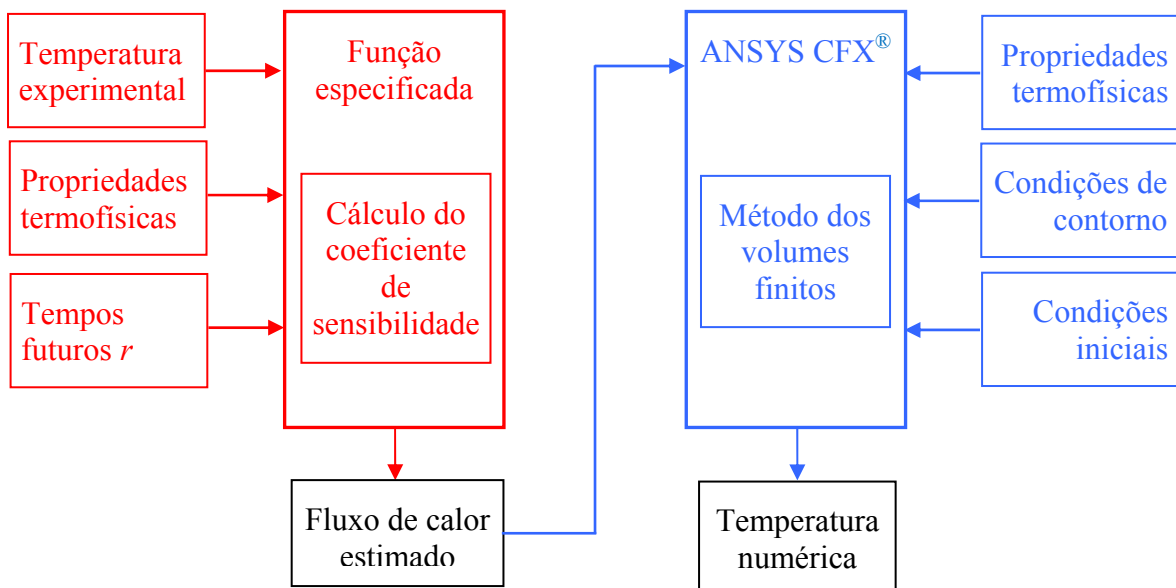 Temperatura
experimental
Propriedades
termofísicas
Tempos
futuros r
Função
especificada
Cálculo do
coeficiente
de
sensibilidade
Fluxo de calor
estimado
ANSYS CFX®
Método dos
volumes
finitos
Temperatura
numérica
Propriedades
termofísicas
Condições de
contorno
Condições
iniciais